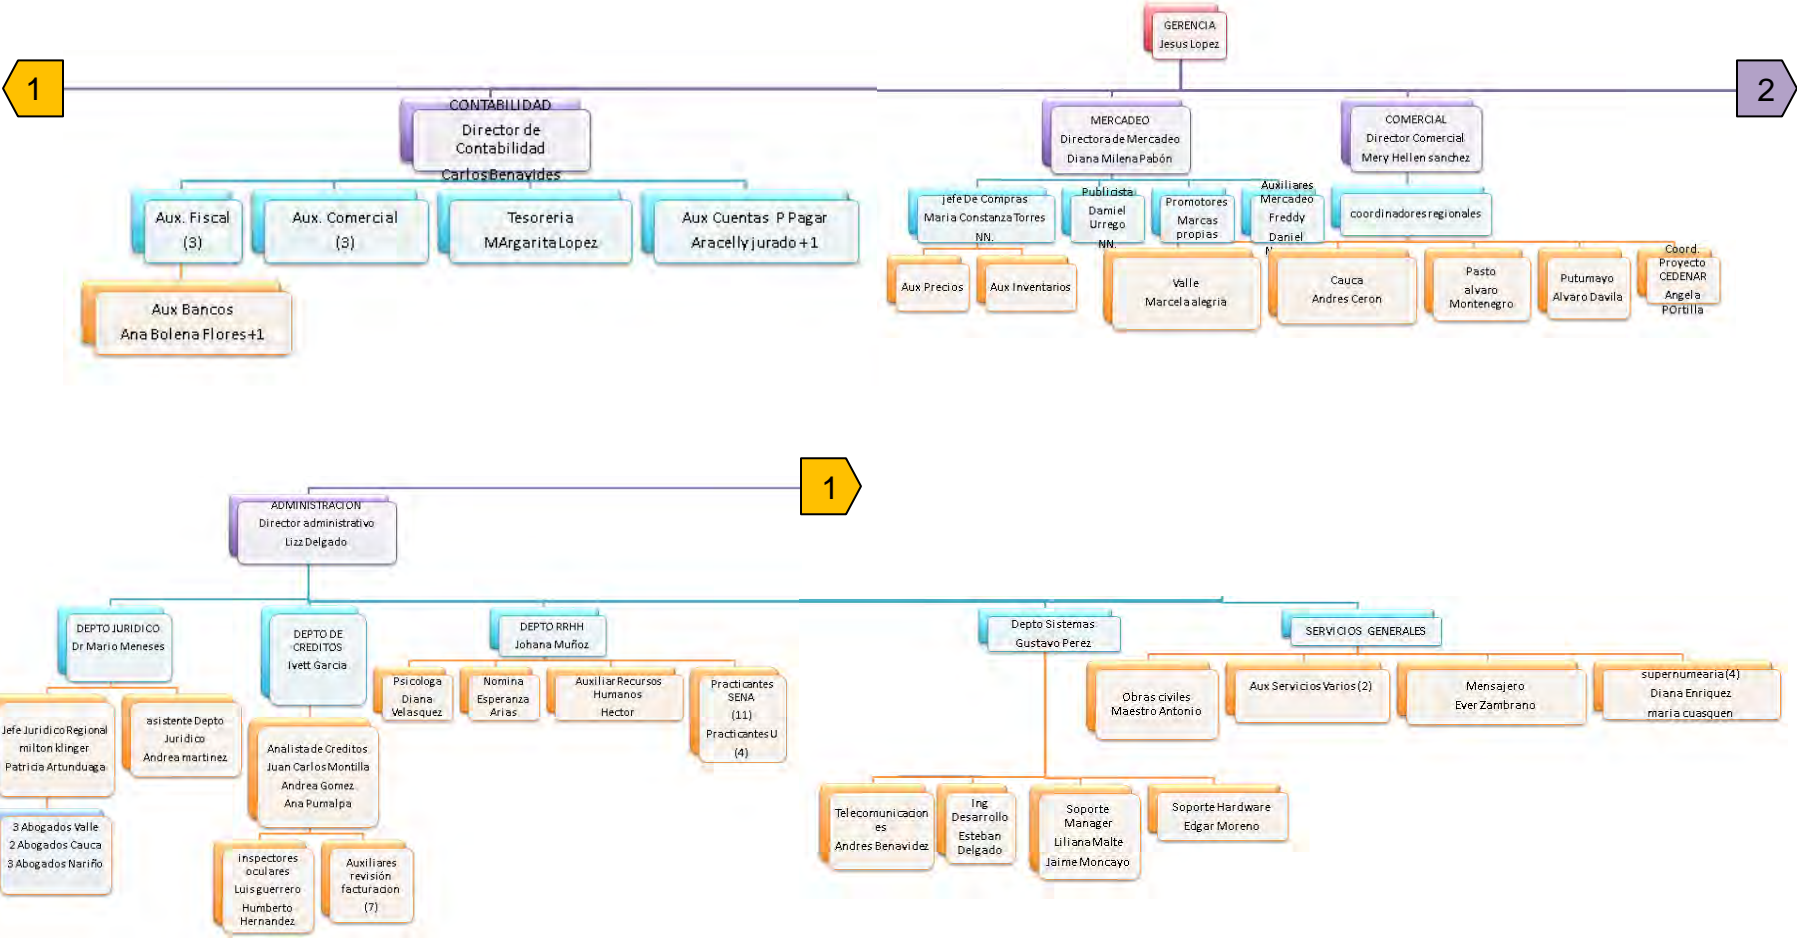 GERENCIA
Jesus Lopez
1
2
CONTABILIDAD
Director de
Contabilidad
Carlos Benavides
MERCADEO
Directora de Mercadeo
Diana Milena Pabón
COMERCIAL
Director Comercial
Mery Hellen sanchez
Aux. Fiscal
(3)
Aux. Comercial
(3)
Tesoreria
MArgarita Lopez
Aux Cuentas P Pagar
Aracelly jurado + 1
Aux Bancos
Ana Bolena Flores +1
jefe De Compras
Maria Constanza Torres
NN.
Publicista
Daniel
Urrego
NN.
Promotores
Marcas
propias
Auxiliares
Mercadeo
Freddy
Daniel
coordinadores regionales
Aux Precios
Aux Inventarios
Valle
Marcela alegria
Cauca
Andres Ceron
Pasto
alvaro
Montenegro
Putumayo
Alvaro Davila
Coord.
Proyecto
CEDENAR
Angela
POrtilla
1
ADMINISTRACION
Director administrativo
Lizz Delgado
DEPTO JURIDICO
Dr Mario Meneses
DEPTO DE
CREDITOS
Ivett Garcia
DEPTO RRHH
Johana Muñoz
Depto Sistemas
Gustavo Perez
SERVICIOS GENERALES
Jefe Juridico Regional
milton klinger
Patricia Artunduaga
asistente Depto
Juridico
Andrea martinez
3 Abogados Valle
2 Abogados Cauca
3 Abogados Nariño
Analista de Creditos
Juan Carlos Montilla
Andrea Gomez
Ana Pumalpa
inspectores
oculares
Luis guerrero
Humberto
Hernandez
Auxiliares
revisión
facturacion
(7)
Psicologa
Diana
Velasquez
Nomina
Esperanza
Arias
Auxiliar Recursos
Humanos
Hector
Practicantes
SENA
(11)
Practicantes U
(4)
Telecomunicacion
es
Andres Benavidez
Ing
Desarrollo
Esteban
Delgado
Soporte
Manager
Liliana Malte
Jaime Moncayo
Soporte Hardware
Edgar Moreno
Obras civiles
Maestro Antonio
Aux Servicios Varios (2)
Mensajero
Ever Zambrano
supernumearia (4)
Diana Enriquez
maria cuasquen